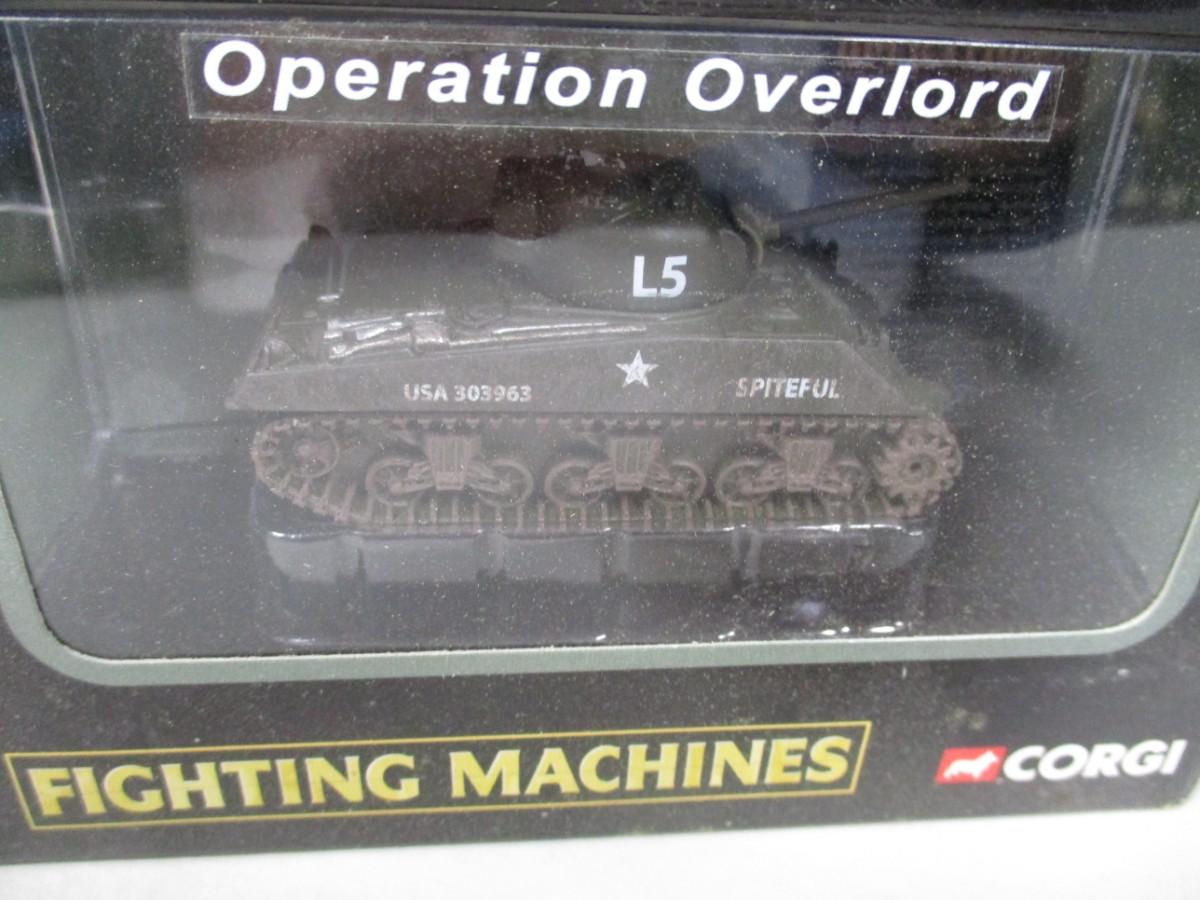 Operation Overlord
L5
USA 303963
SPITEFUL
FIGHTING MACHINES
CORGI